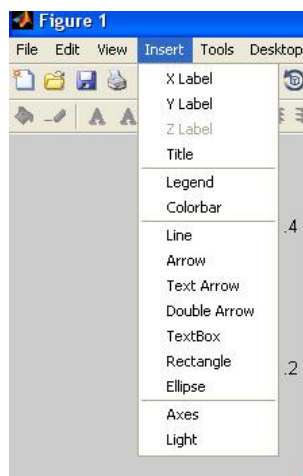 Figure 1
File Edit View Insert Tools Desktop
X Label
Y Label
Z Label
Title
Legend
Colorbar
Line
.4
Arrow
Text Arrow
Double Arrow
TextBox
Rectangle
.2
Ellipse
Axes
Light